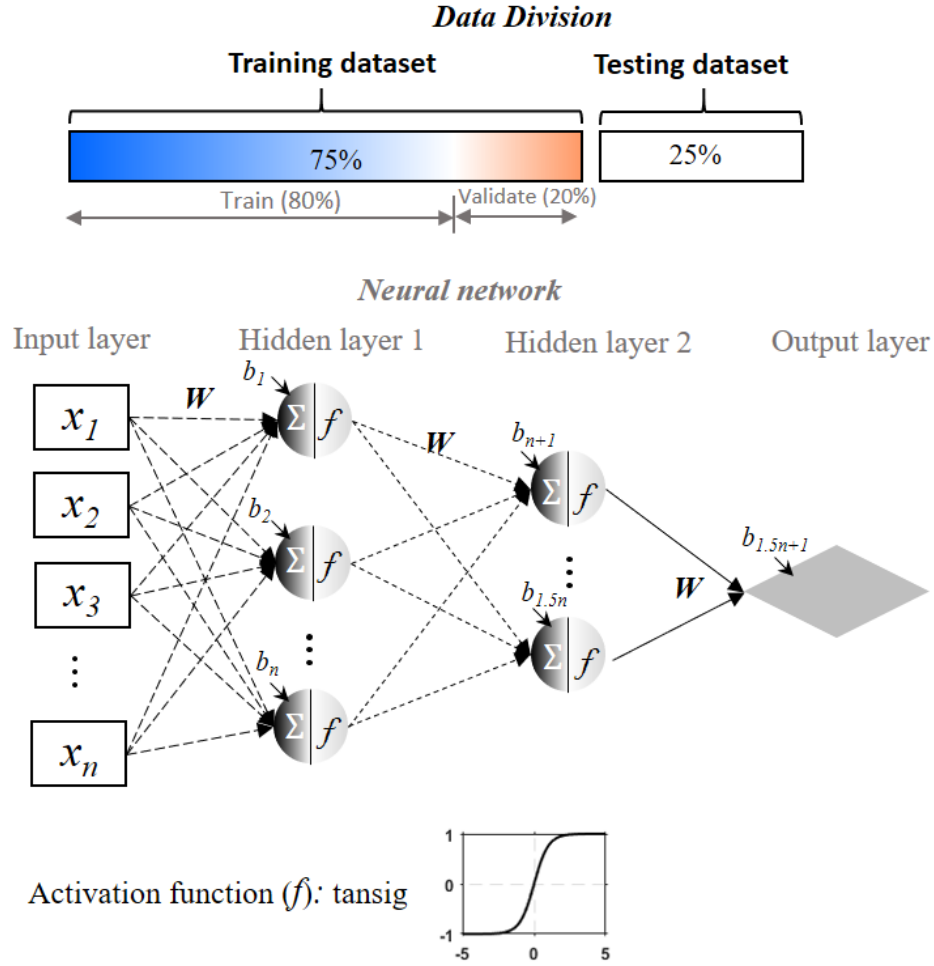 Data Division
Training dataset
Testing dataset
75%
25%
Train (80%)
Validate (20%)
Neural network
Input layer
Hidden layer 1
Hidden layer 2
Output layer
x1
x2
x3
⋮
xn
W
b1
Σ f
b2
Σ f
⋮
bn
Σ f
W
bn+1
Σ f
⋮
b1.5n
Σ f
W
b1.5n+1
Activation function (f): tansig
1
0
-1
-5 0 5